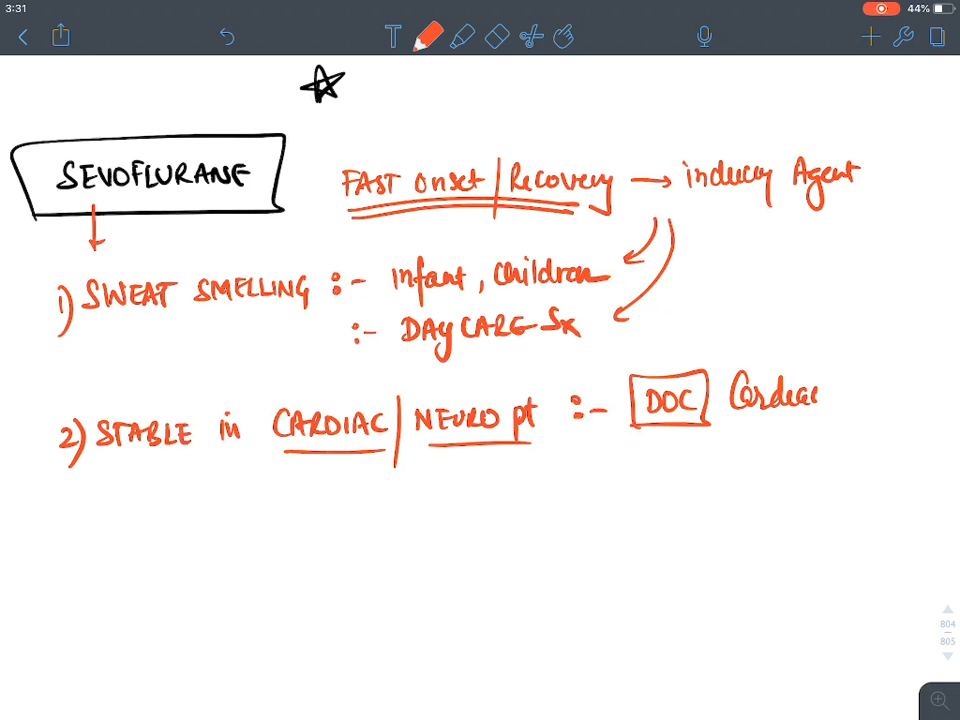 3:31
44%
T
SEVOFLURANE
FAST onset | Recovery → inducing Agent
1) SWEAT SMELLING :- infant, children
:- DAY CARE Sx
2) STABLE in CARDIAC | NEURO pt :- DOC Cardiac
804
805